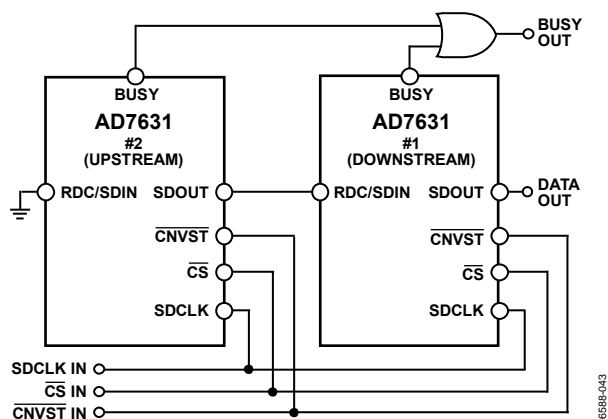 BUSY
OUT
BUSY
AD7631
#2
(UPSTREAM)
RDC/SDIN
SDOUT
CNVST
CS
SDCLK
BUSY
AD7631
#1
(DOWNSTREAM)
RDC/SDIN
SDOUT
CNVST
CS
SDCLK
DATA
OUT
SDCLK IN
CS IN
CNVST IN
6588-043